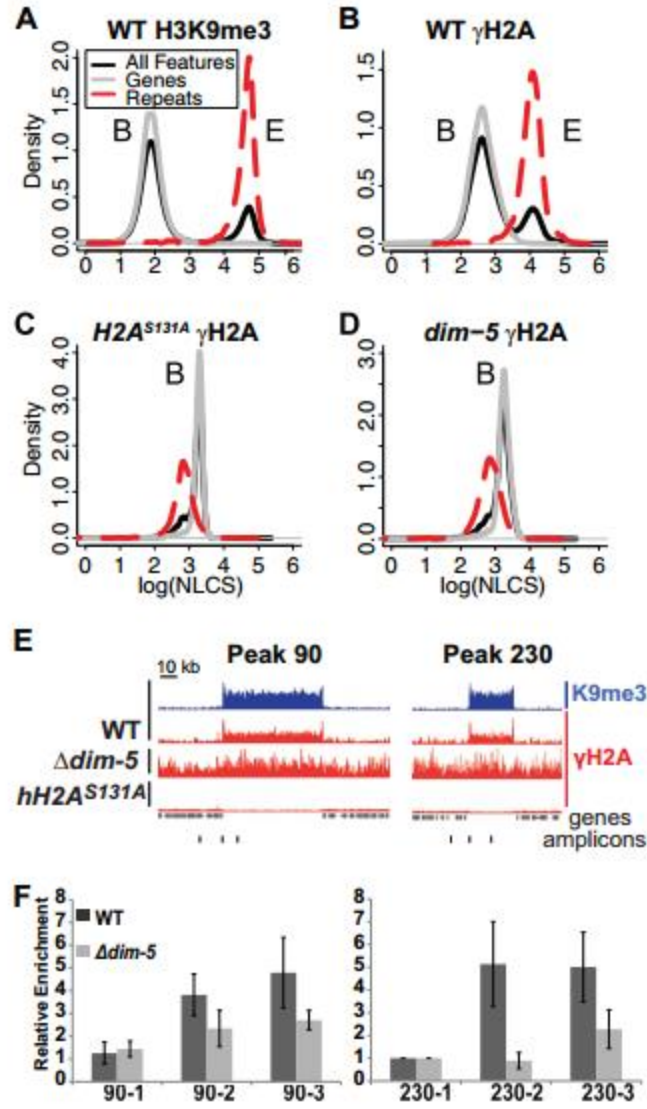 A WT H3K9me3
B WT γH2A
All Features
Genes
Repeats
B E
B E
Density
0.0 0.5 1.0 1.5 2.0
0.0 0.5 1.0 1.5
0 1 2 3 4 5 6
0 1 2 3 4 5 6
C H2A^S131A γH2A
D dim-5 γH2A
B
B
Density
0.0 1.0 2.0 3.0 4.0
0.0 1.0 2.0 3.0
0 1 2 3 4 5 6
0 1 2 3 4 5 6
log(NLCS)
log(NLCS)
E
10 kb
Peak 90 Peak 230
K9me3
WT
Δdim-5
γH2A
hH2A^S131A
genes
amplicons
F
WT
Δdim-5
Relative Enrichment
8 7 6 5 4 3 2 1 0
8 7 6 5 4 3 2 1 0
90-1 90-2 90-3
230-1 230-2 230-3